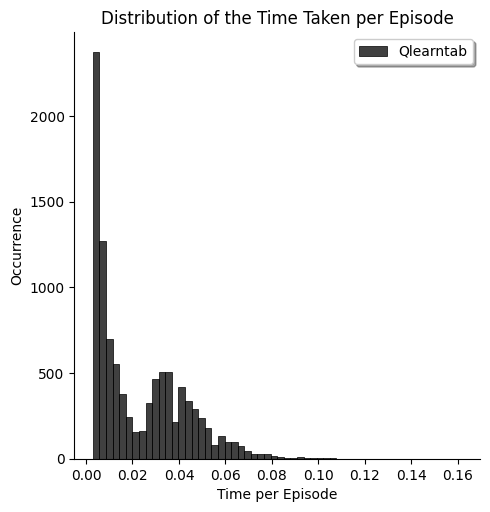 Distribution of the Time Taken per Episode
Qlearntab
Occurrence
2000
1500
1000
500
0
0.00 0.02 0.04 0.06 0.08 0.10 0.12 0.14 0.16
Time per Episode